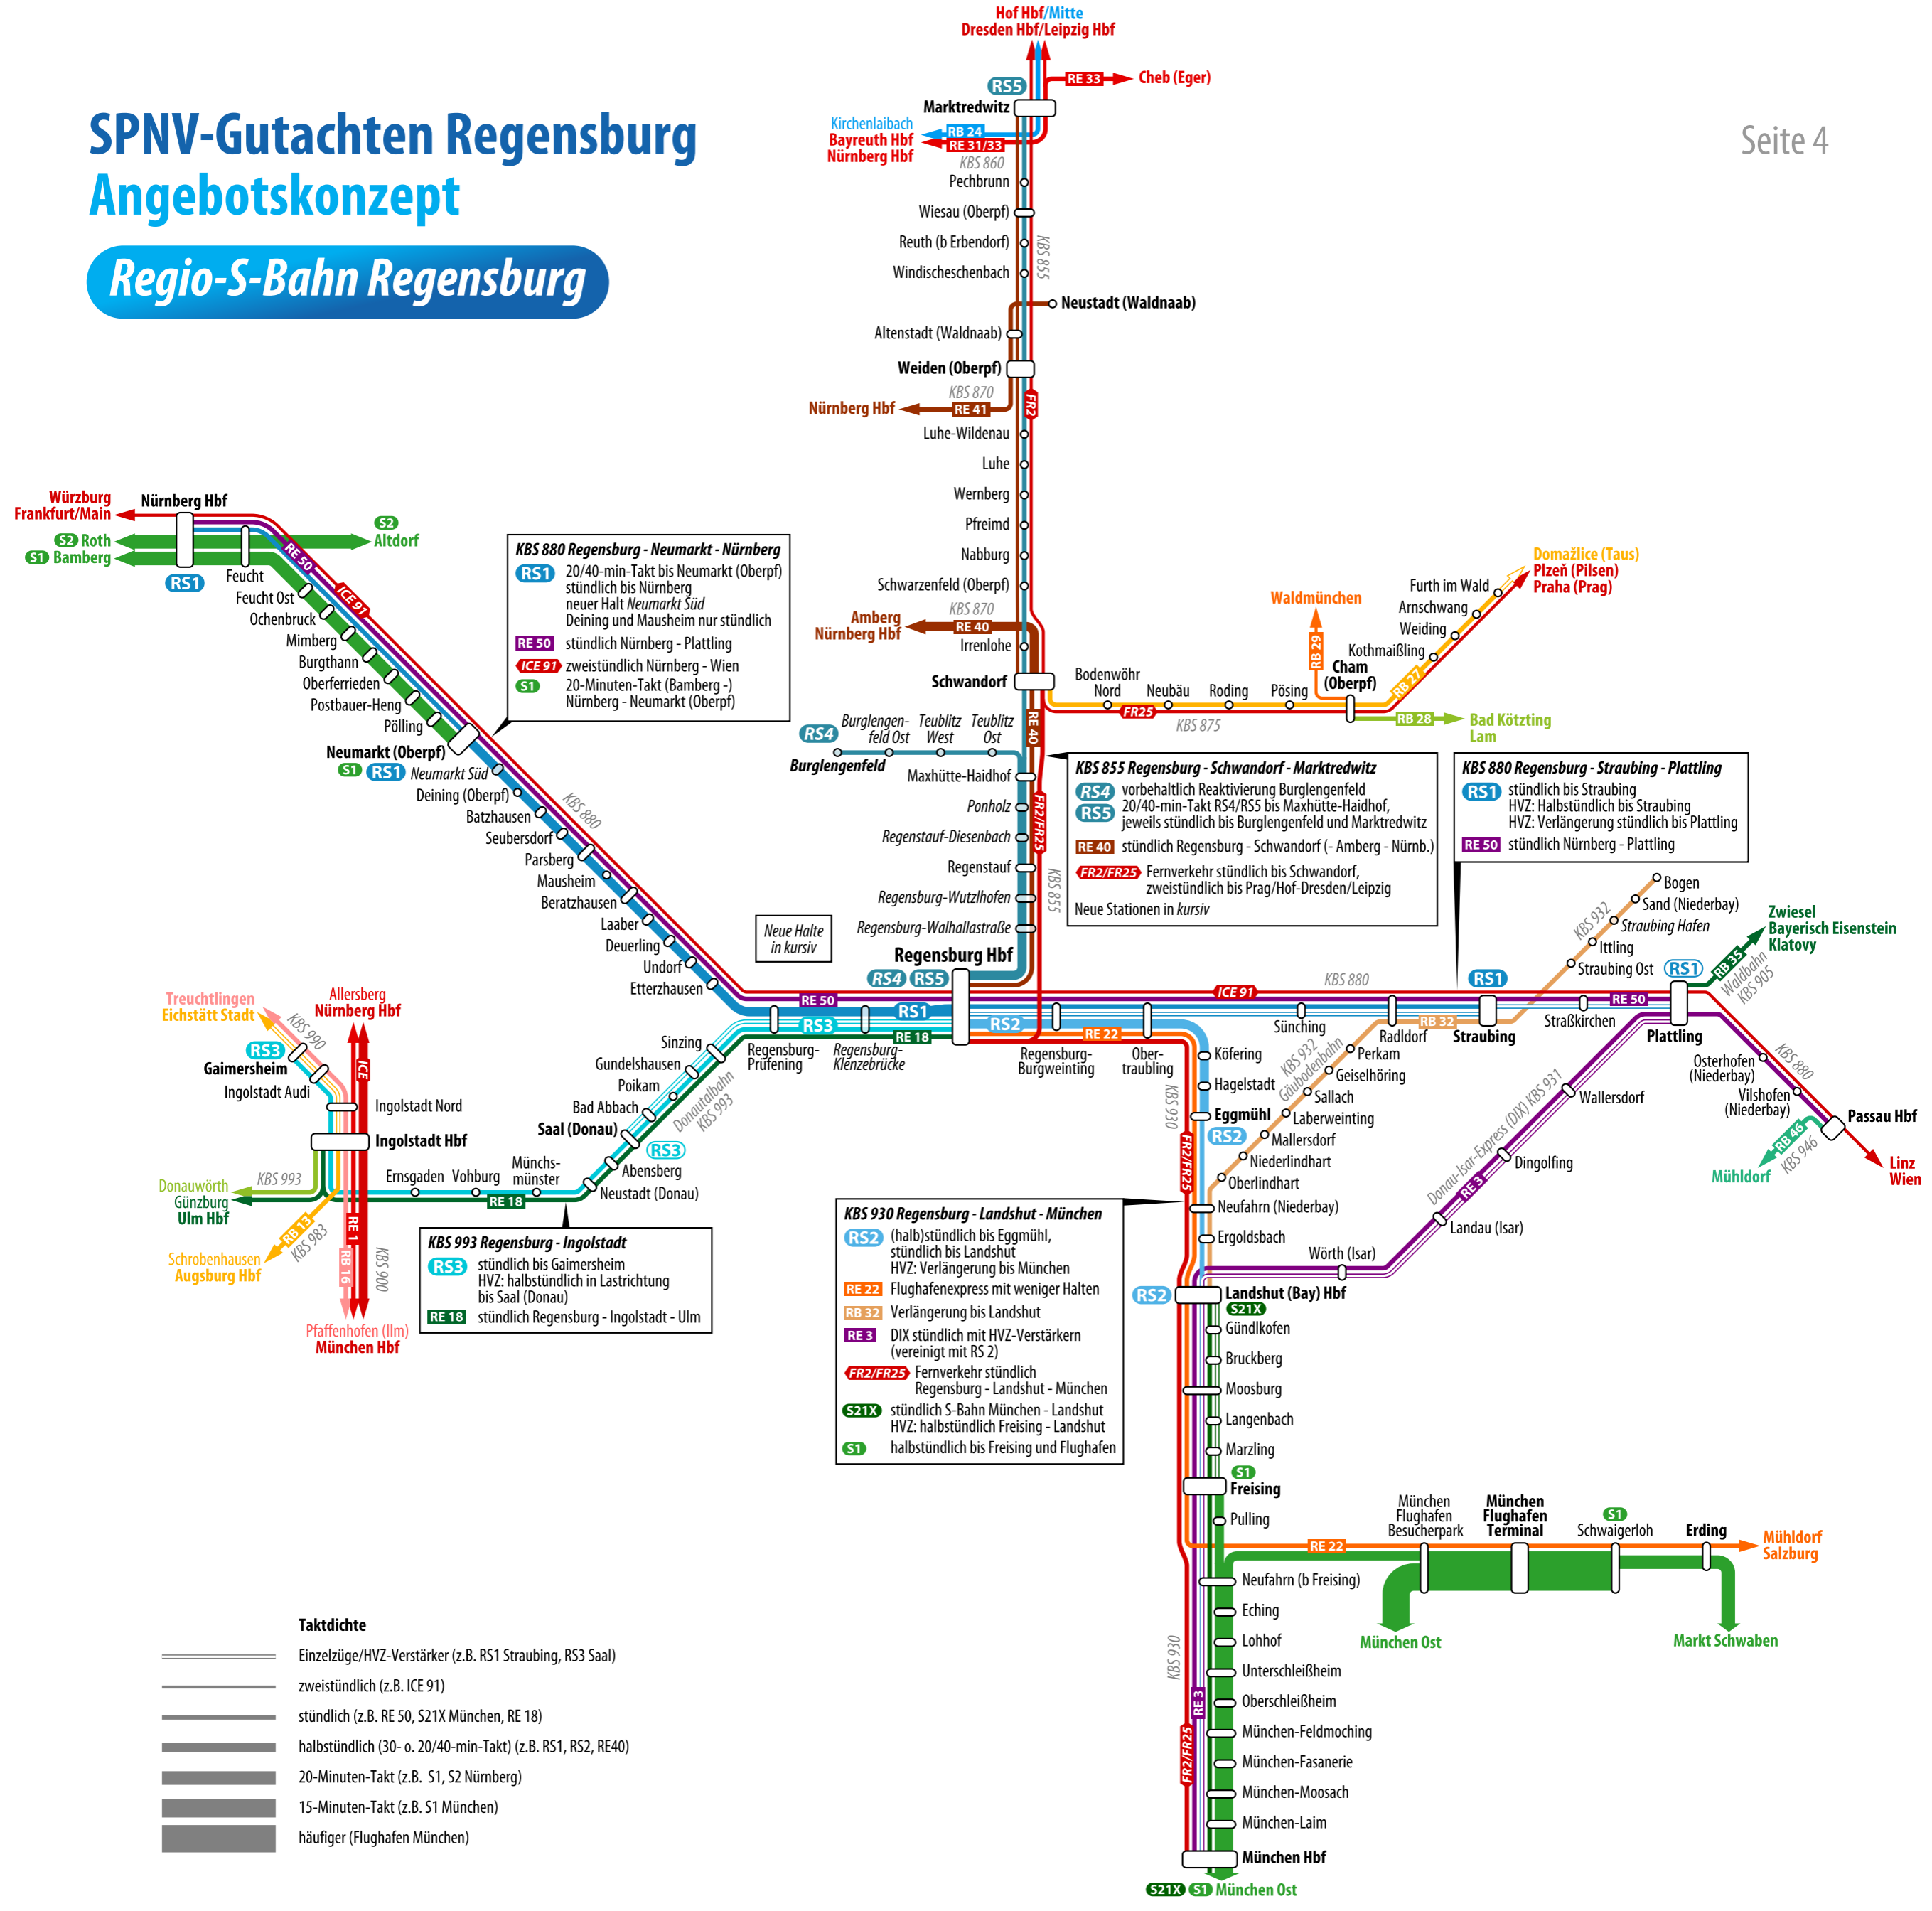 SPNV-Gutachten Regensburg
Angebotskonzept
Regio-S-Bahn Regensburg
Seite 4
Hof Hbf/Mitte
Dresden Hbf/Leipzig Hbf
RE 33
Cheb (Eger)
RS5
Marktredwitz
Kirchenlaibach
RB 24
Bayreuth Hbf
RE 31/33
Nürnberg Hbf
KBS 860
Pechbrunn
Wiesau (Oberpf)
Reuth (b Erbendorf)
KBS 855
Windischeschenbach
Neustadt (Waldnaab)
Altenstadt (Waldnaab)
Weiden (Oberpf)
KBS 870
Nürnberg Hbf
RE 41
FR2
Luhe-Wildenau
Luhe
Wernberg
Pfreimd
Nabburg
Schwarzenfeld (Oberpf)
KBS 870
Amberg
RE 40
Nürnberg Hbf
Irrenlohe
Schwandorf
Bodenwöhr
Nord
Neubäu
Roding
Pösing
FR25
KBS 875
Waldmünchen
RB 29
Cham
(Oberpf)
RB 27
Kothmaißling
Weiding
Arnschwang
Furth im Wald
Domažlice (Taus)
Plzeň (Pilsen)
Praha (Prag)
RB 28
Bad Kötzting
Lam
RE 40
RS4
Burglengen-
feld Ost
Teublitz
West
Teublitz
Ost
Burglengenfeld
Maxhütte-Haidhof
Ponholz
Regenstauf-Diesenbach
Regenstauf
Regensburg-Wutzlhofen
Regensburg-Walhallastraße
FR2/FR25
KBS 855
Regensburg Hbf
RS4 RS5
KBS 855 Regensburg - Schwandorf - Marktredwitz
RS4 vorbehaltlich Reaktivierung Burglengenfeld
RS5 20/40-min-Takt RS4/RS5 bis Maxhütte-Haidhof,
jeweils stündlich bis Burglengenfeld und Marktredwitz
RE 40 stündlich Regensburg - Schwandorf (- Amberg - Nürnb.)
FR2/FR25 Fernverkehr stündlich bis Schwandorf,
zweistündlich bis Prag/Hof-Dresden/Leipzig
Neue Stationen in kursiv
KBS 880 Regensburg - Straubing - Plattling
RS1 stündlich bis Straubing
HVZ: Halbstündlich bis Straubing
HVZ: Verlängerung stündlich bis Plattling
RE 50 stündlich Nürnberg - Plattling
Würzburg
Frankfurt/Main
Nürnberg Hbf
S2 Roth
S1 Bamberg
S2
Altdorf
RS1
RE 50
ICE 91
Feucht
Feucht Ost
Ochenbruck
Mimberg
Burgthann
Oberferrieden
Postbauer-Heng
Pölling
Neumarkt (Oberpf)
S1 RS1 Neumarkt Süd
Deining (Oberpf)
KBS 880
Batzhausen
Seubersdorf
Parsberg
Mausheim
Beratzhausen
Laaber
Deuerling
Undorf
Etterzhausen
KBS 880 Regensburg - Neumarkt - Nürnberg
RS1 20/40-min-Takt bis Neumarkt (Oberpf)
stündlich bis Nürnberg
neuer Halt Neumarkt Süd
Deining und Mausheim nur stündlich
RE 50 stündlich Nürnberg - Plattling
ICE 91 zweistündlich Nürnberg - Wien
S1 20-Minuten-Takt (Bamberg -)
Nürnberg - Neumarkt (Oberpf)
Neue Halte
in kursiv
RE 50
RS1
RS3
RE 18
Regensburg-
Prüfening
Regensburg-
Klenzebrücke
RS2
RE 22
ICE 91
KBS 880
Regensburg-
Burgweinting
Ober-
traubling
Sünching
Radldorf
RB 32
RS1
Straubing
Straßkirchen
RE 50
RS1
Plattling
Bogen
Sand (Niederbay)
Straubing Hafen
Ittling
Straubing Ost
KBS 932
Zwiesel
Bayerisch Eisenstein
Klatovy
RB 35
Waldbahn
KBS 905
KBS 880
Osterhofen
(Niederbay)
Vilshofen
(Niederbay)
Passau Hbf
RB 46
KBS 946
Mühldorf
Linz
Wien
Treuchtlingen
Eichstätt Stadt
KBS 990
Allersberg
Nürnberg Hbf
ICE
RS3
Gaimersheim
Ingolstadt Audi
Ingolstadt Nord
Ingolstadt Hbf
KBS 993
Donauwörth
Günzburg
Ulm Hbf
RB 13
KBS 983
Schrobenhausen
Augsburg Hbf
RE 1
RB 16
KBS 900
Pfaffenhofen (Ilm)
München Hbf
Ernsgaden
Vohburg
Münchs-
münster
RE 18
Neustadt (Donau)
Abensberg
RS3
Saal (Donau)
Bad Abbach
Poikam
Gundelshausen
Sinzing
Donautalbahn
KBS 993
KBS 993 Regensburg - Ingolstadt
RS3 stündlich bis Gaimersheim
HVZ: halbstündlich in Lastrichtung
bis Saal (Donau)
RE 18 stündlich Regensburg - Ingolstadt - Ulm
Köfering
Hagelstadt
KBS 930
Eggmühl
RS2
FR2/FR25
KBS 932
Gäubodenbahn
Perkam
Geiselhöring
Sallach
Laberweinting
Mallersdorf
Niederlindhart
Oberlindhart
Neufahrn (Niederbay)
Ergoldsbach
Donau-Isar-Express (DIX) KBS 931
RE 3
Wallersdorf
Dingolfing
Landau (Isar)
Wörth (Isar)
RS2
Landshut (Bay) Hbf
S21X
Gündlkofen
Bruckberg
Moosburg
Langenbach
Marzling
S1
Freising
Pulling
KBS 930 Regensburg - Landshut - München
RS2 (halb)stündlich bis Eggmühl,
stündlich bis Landshut
HVZ: Verlängerung bis München
RE 22 Flughafenexpress mit weniger Halten
RB 32 Verlängerung bis Landshut
RE 3 DIX stündlich mit HVZ-Verstärkern
(vereinigt mit RS 2)
FR2/FR25 Fernverkehr stündlich
Regensburg - Landshut - München
S21X stündlich S-Bahn München - Landshut
HVZ: halbstündlich Freising - Landshut
S1 halbstündlich bis Freising und Flughafen
RE 22
München
Flughafen
Besucherpark
München
Flughafen
Terminal
S1
Schwaigerloh
Erding
Mühldorf
Salzburg
München Ost
Markt Schwaben
Neufahrn (b Freising)
Eching
Lohhof
KBS 930
Unterschleißheim
RE 3
Oberschleißheim
München-Feldmoching
FR2/FR25
München-Fasanerie
München-Moosach
München-Laim
München Hbf
S21X S1 München Ost
Taktdichte
Einzelzüge/HVZ-Verstärker (z.B. RS1 Straubing, RS3 Saal)
zweistündlich (z.B. ICE 91)
stündlich (z.B. RE 50, S21X München, RE 18)
halbstündlich (30- o. 20/40-min-Takt) (z.B. RS1, RS2, RE40)
20-Minuten-Takt (z.B. S1, S2 Nürnberg)
15-Minuten-Takt (z.B. S1 München)
häufiger (Flughafen München)